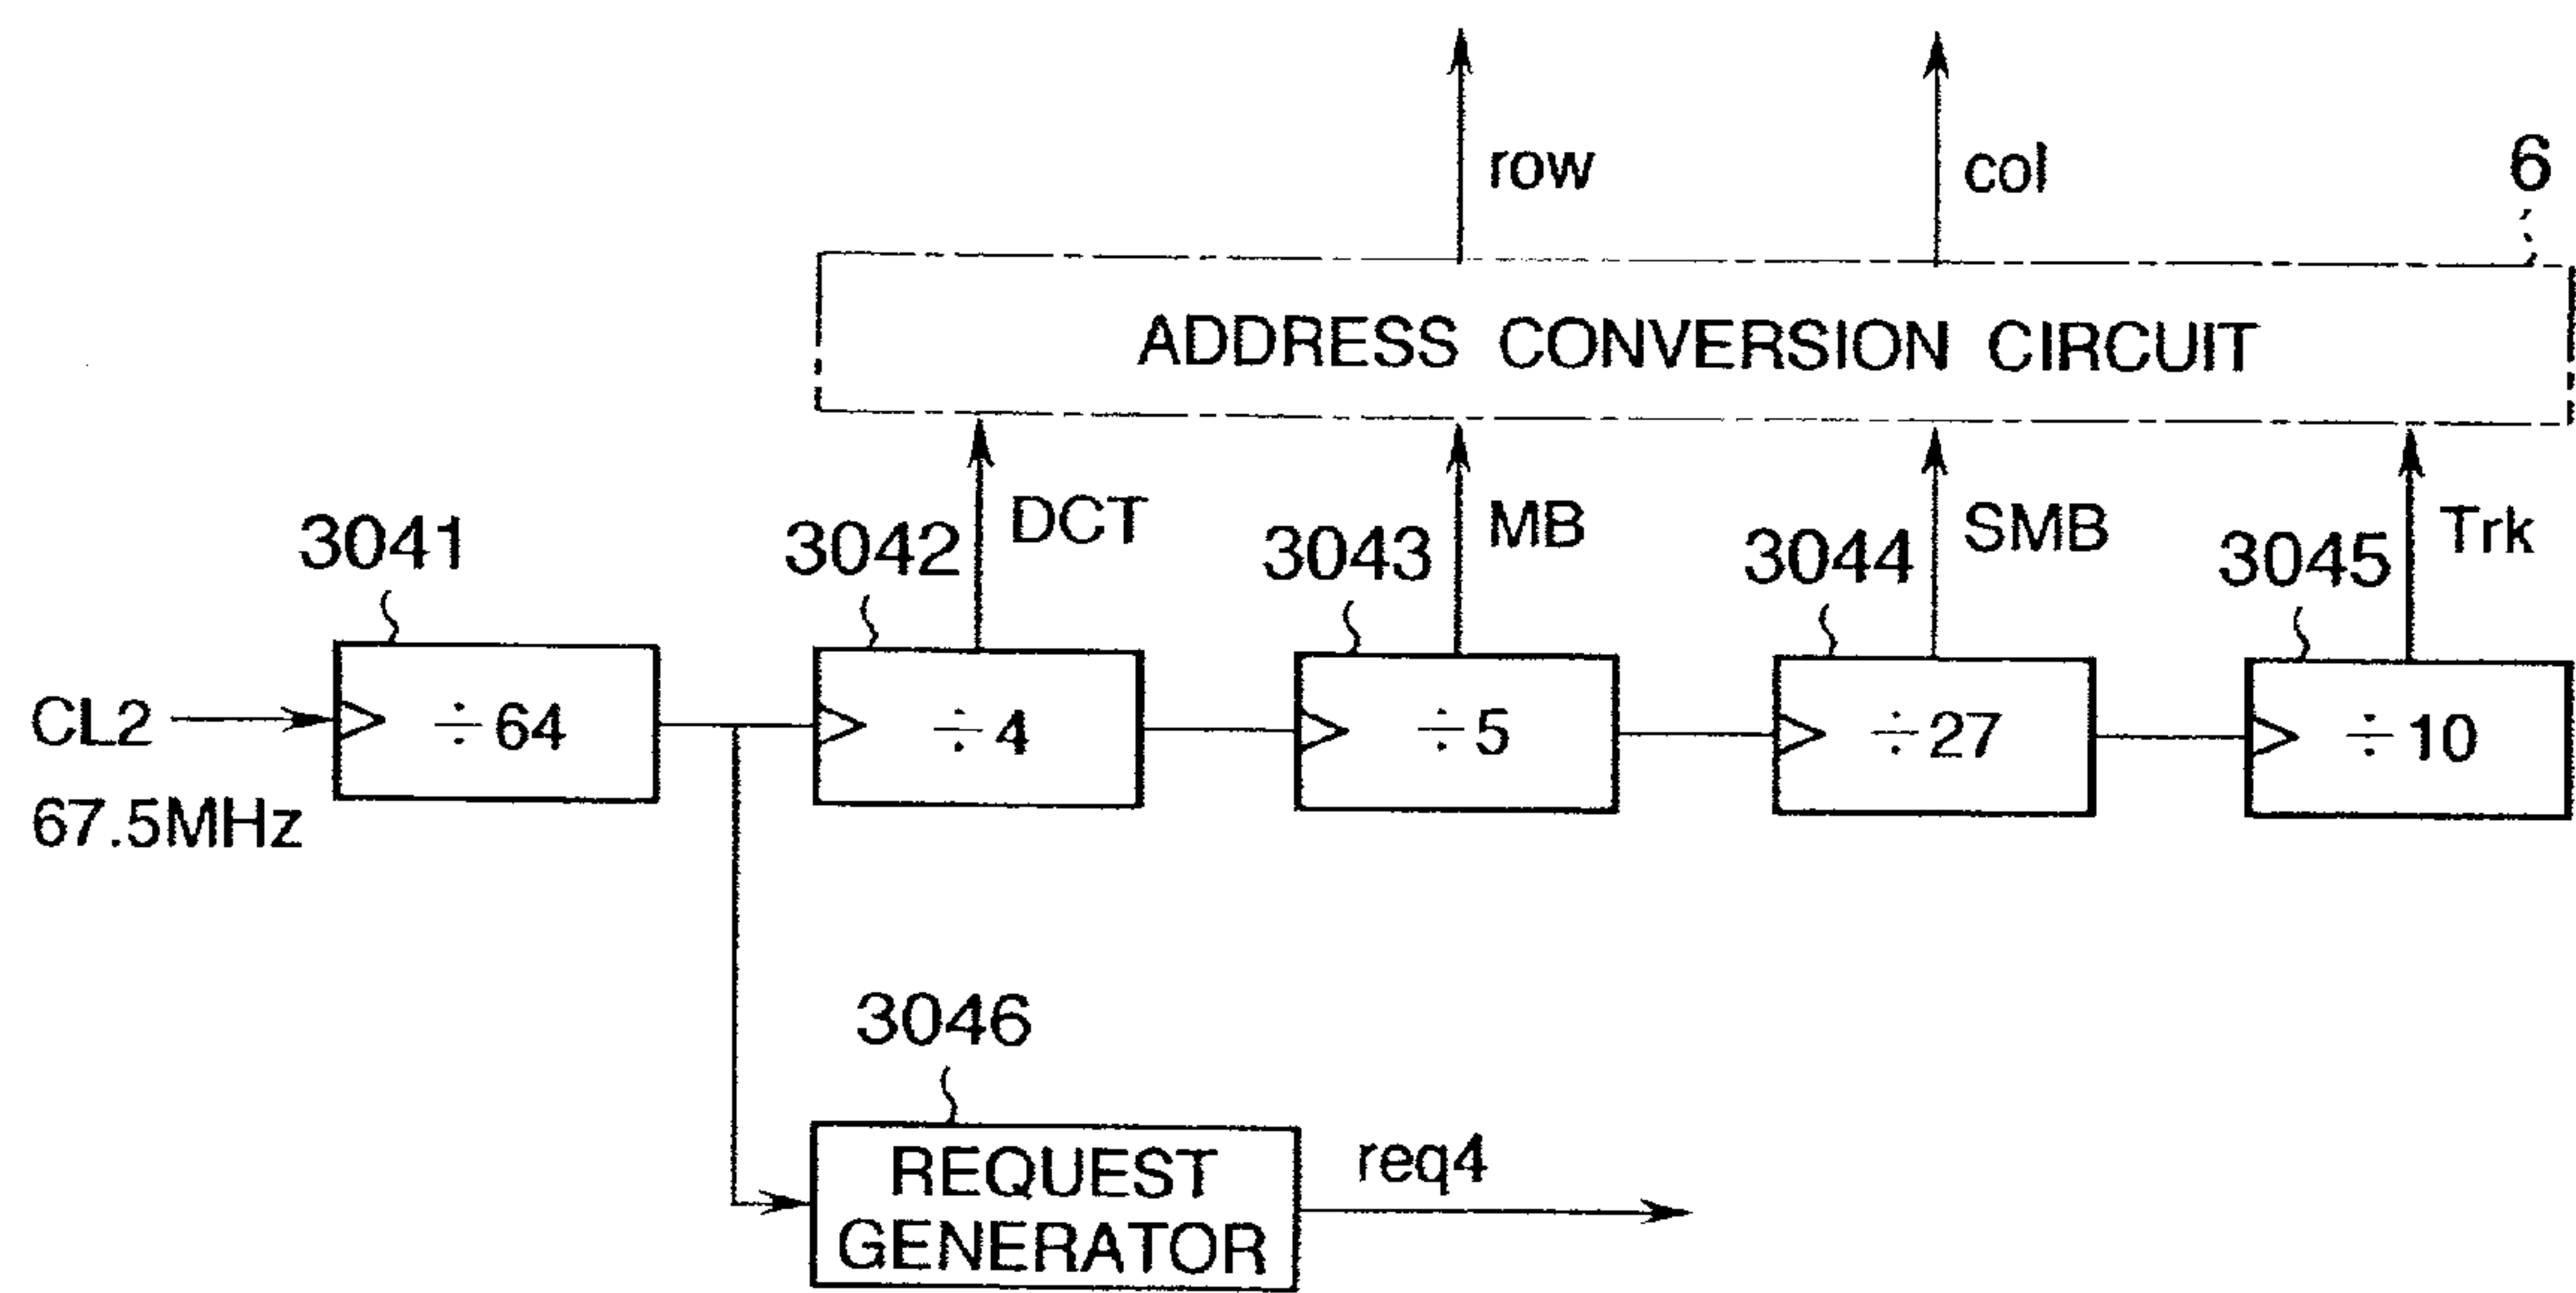 row
col
6
ADDRESS CONVERSION CIRCUIT
DCT
MB
SMB
Trk
3041
3042
3043
3044
3045
CL2
67.5MHz
÷64
÷4
÷5
÷27
÷10
3046
REQUEST
GENERATOR
req4